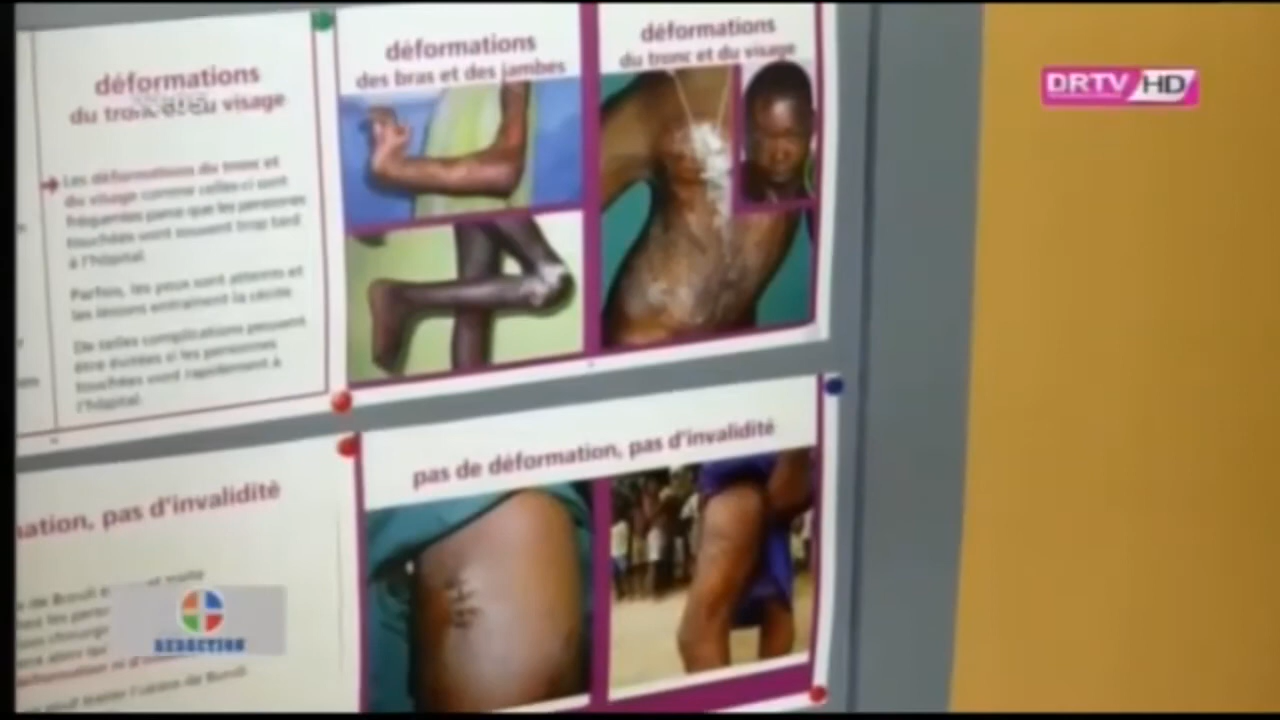 déformations
du tronc et du visage
Les déformations du tronc et
du visage comme celles-ci sont
fréquentes parce que les personnes
touchées vont souvent trop tard
à l'hôpital.
Parfois, les yeux sont atteints et
les lésions entraînent la cécité.
De telles complications peuvent
être évitées si les personnes
touchées vont rapidement à
l'hôpital.
déformations
des bras et des jambes
déformations
du tronc et du visage
DRTV HD
ation, pas d'invalidité
pas de déformation, pas d'invalidité
REDACTION